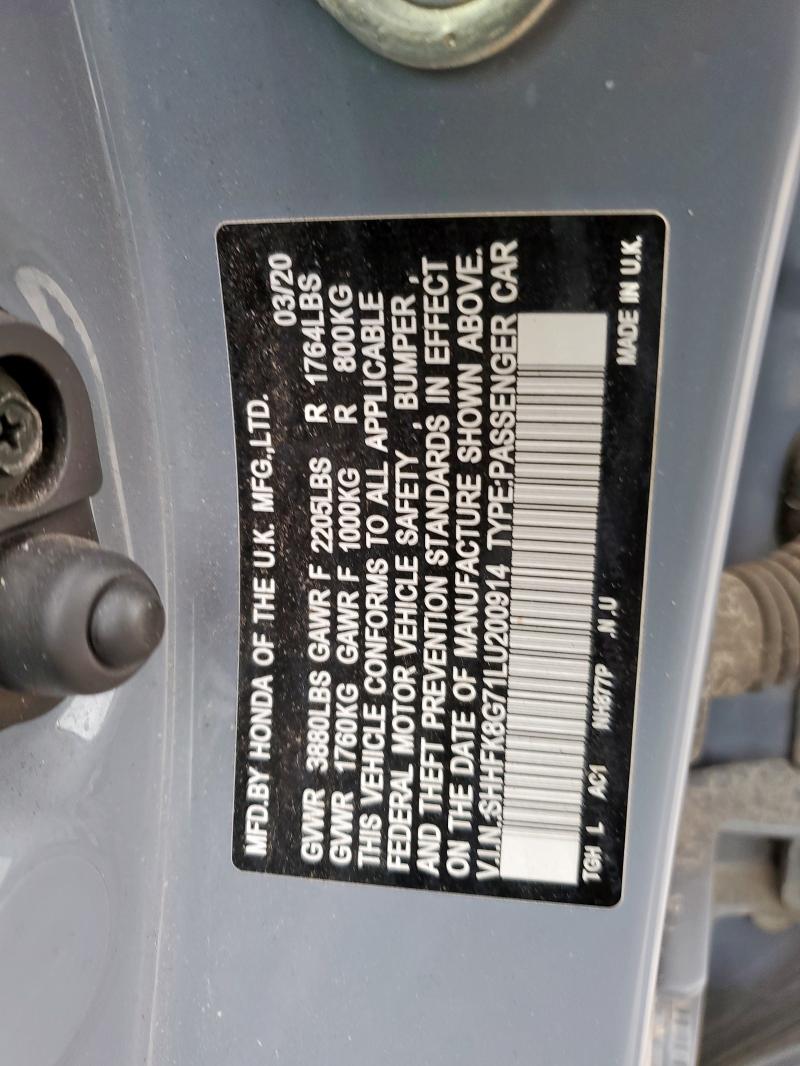 MFD.BY HONDA OF THE U.K. MFG.,LTD.
03/20
GVWR 3880LBS GAWR F 2205LBS R 1764LBS
GVWR 1760KG GAWR F 1000KG R 800KG
THIS VEHICLE CONFORMS TO ALL APPLICABLE
FEDERAL MOTOR VEHICLE SAFETY , BUMPER ,
AND THEFT PREVENTION STANDARDS IN EFFECT
ON THE DATE OF MANUFACTURE SHOWN ABOVE.
V.I.N.:SHHFK8G71LU200914 TYPE:PASSENGER CAR
TGH L AC1 NH877P .N ,U MADE IN U.K.